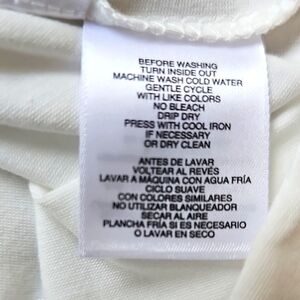 BEFORE WASHING
TURN INSIDE OUT
MACHINE WASH COLD WATER
GENTLE CYCLE
WITH LIKE COLORS
NO BLEACH
DRIP DRY
PRESS WITH COOL IRON
IF NECESSARY
OR DRY CLEAN
ANTES DE LAVAR
VOLTEAR AL REVÉS
LAVAR A MÁQUINA CON AGUA FRÍA
CICLO SUAVE
CON COLORES SIMILARES
NO UTILIZAR BLANQUEADOR
SECAR AL AIRE
PLANCHA FRÍA SI ES NECESARIO
O LAVAR EN SECO